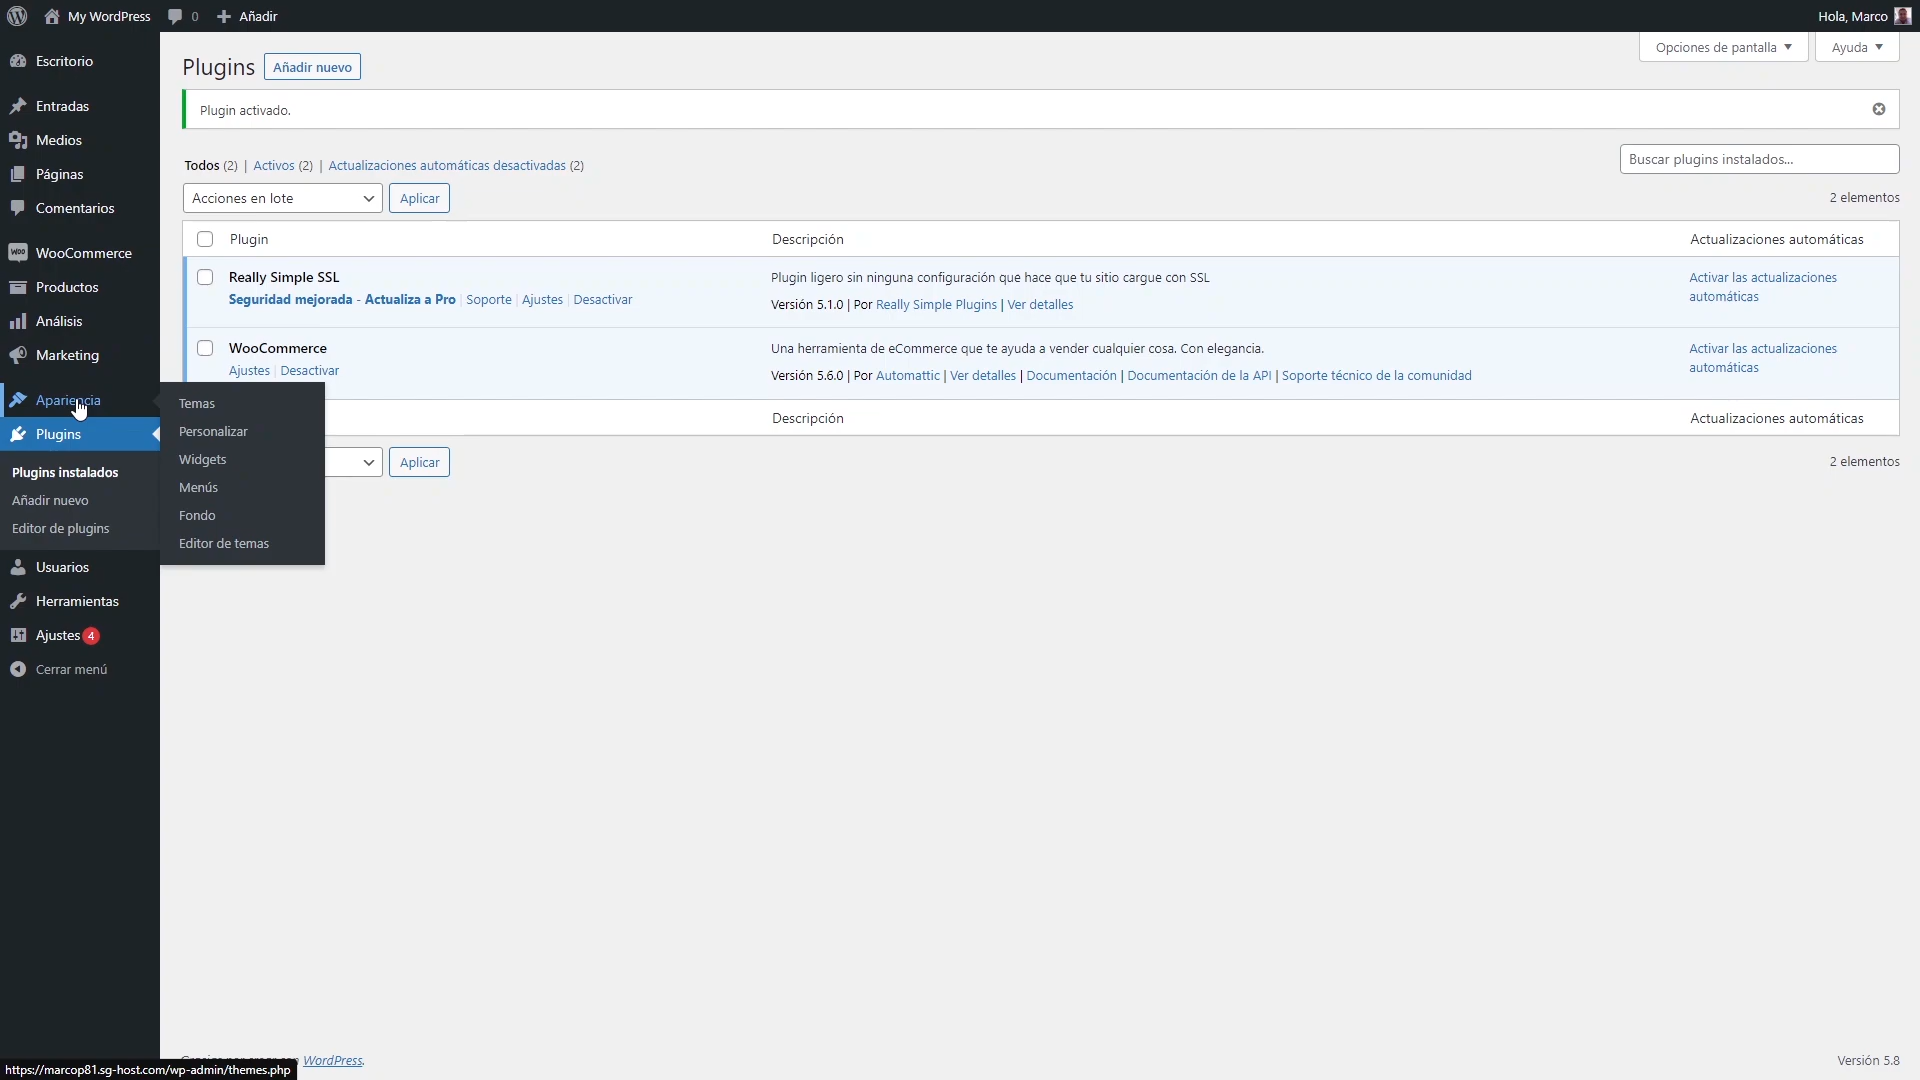 My WordPress
0
Añadir
Hola, Marco
Escritorio
Entradas
Medios
Páginas
Comentarios
WooCommerce
Productos
Análisis
Marketing
Apariencia
Plugins
Plugins instalados
Añadir nuevo
Editor de plugins
Usuarios
Herramientas
Ajustes 4
Cerrar menú
Temas
Personalizar
Widgets
Menús
Fondo
Editor de temas
Opciones de pantalla
Ayuda
Plugins
Añadir nuevo
Plugin activado.
Todos (2) | Activos (2) | Actualizaciones automáticas desactivadas (2)
Buscar plugins instalados...
Acciones en lote
Aplicar
2 elementos
Plugin
Descripción
Actualizaciones automáticas
Really Simple SSL
Seguridad mejorada - Actualiza a Pro | Soporte | Ajustes | Desactivar
Plugin ligero sin ninguna configuración que hace que tu sitio cargue con SSL
Versión 5.1.0 | Por Really Simple Plugins | Ver detalles
Activar las actualizaciones
automáticas
WooCommerce
Ajustes | Desactivar
Una herramienta de eCommerce que te ayuda a vender cualquier cosa. Con elegancia.
Versión 5.6.0 | Por Automattic | Ver detalles | Documentación | Documentación de la API | Soporte técnico de la comunidad
Activar las actualizaciones
automáticas
Descripción
Actualizaciones automáticas
Aplicar
2 elementos
WordPress.
Versión 5.8
https://marcop81.sg-host.com/wp-admin/themes.php